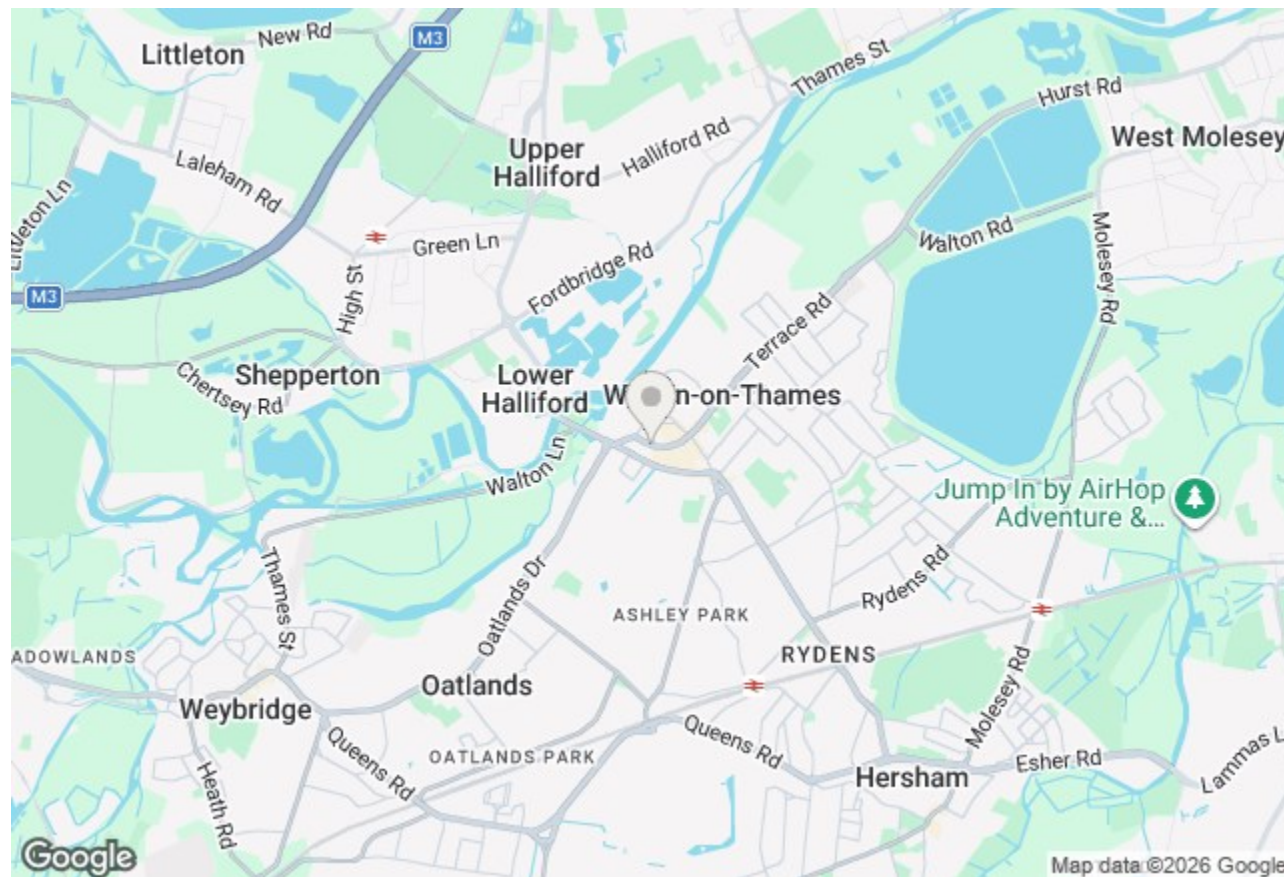 M3
New Rd
Littleton
Thames St
Hurst Rd
West Molesey
Upper
Halliford
Halliford Rd
Laleham Rd
Littleton Ln
Green Ln
Walton Rd
Molesey Rd
Fordbridge Rd
M3
High St
Terrace Rd
Shepperton
Chertsey Rd
Lower
Halliford
W
n-on-Thames
Walton Ln
Jump In by AirHop
Adventure &...
Thames St
Oatlands Dr
Rydens Rd
ASHLEY PARK
ADOWLANDS
RYDENS
Oatlands
Molesey Rd
Weybridge
Queens Rd
Queens Rd
OATLANDS PARK
Heath Rd
Hersham
Esher Rd
Lammas L
Google
Map data ©2026 Google